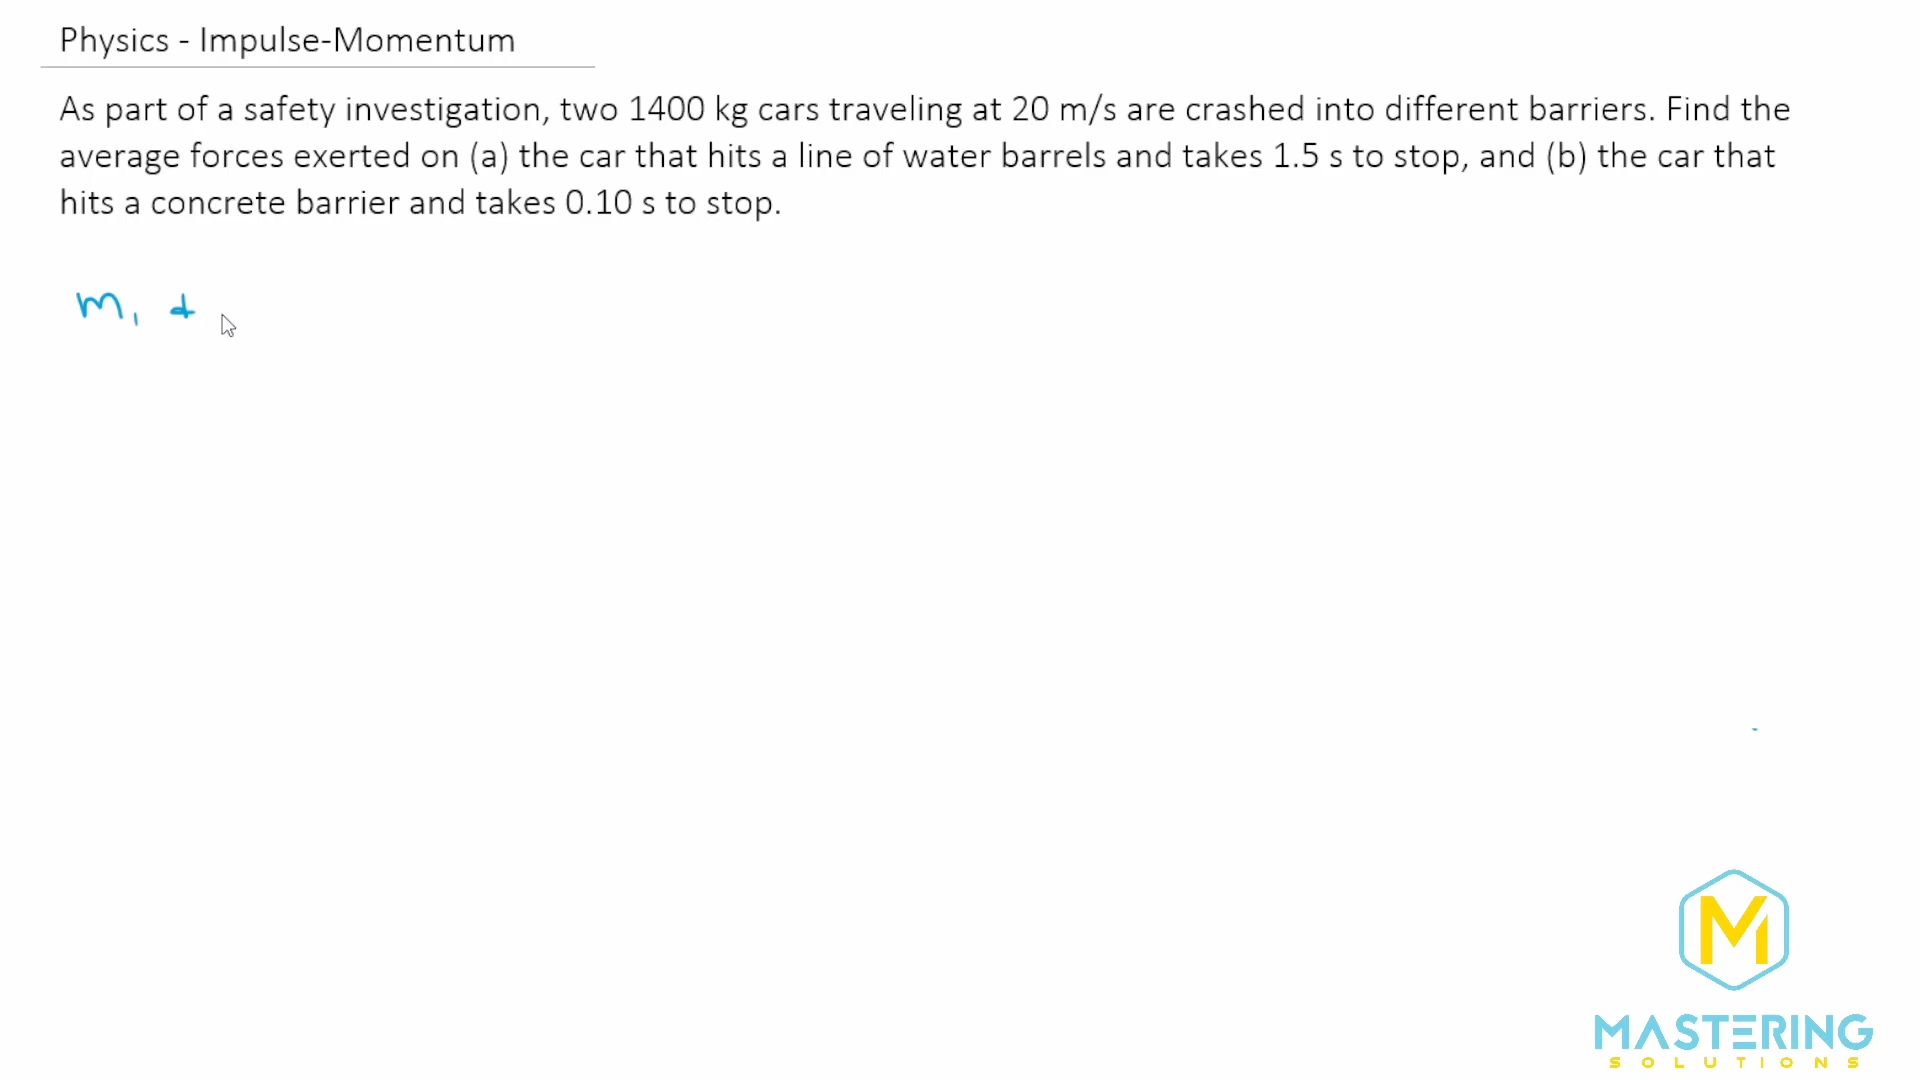 Physics - Impulse-Momentum
As part of a safety investigation, two 1400 kg cars traveling at 20 m/s are crashed into different barriers. Find the
average forces exerted on (a) the car that hits a line of water barrels and takes 1.5 s to stop, and (b) the car that
hits a concrete barrier and takes 0.10 s to stop.
m₁ &
MASTERING
SOLUTIONS